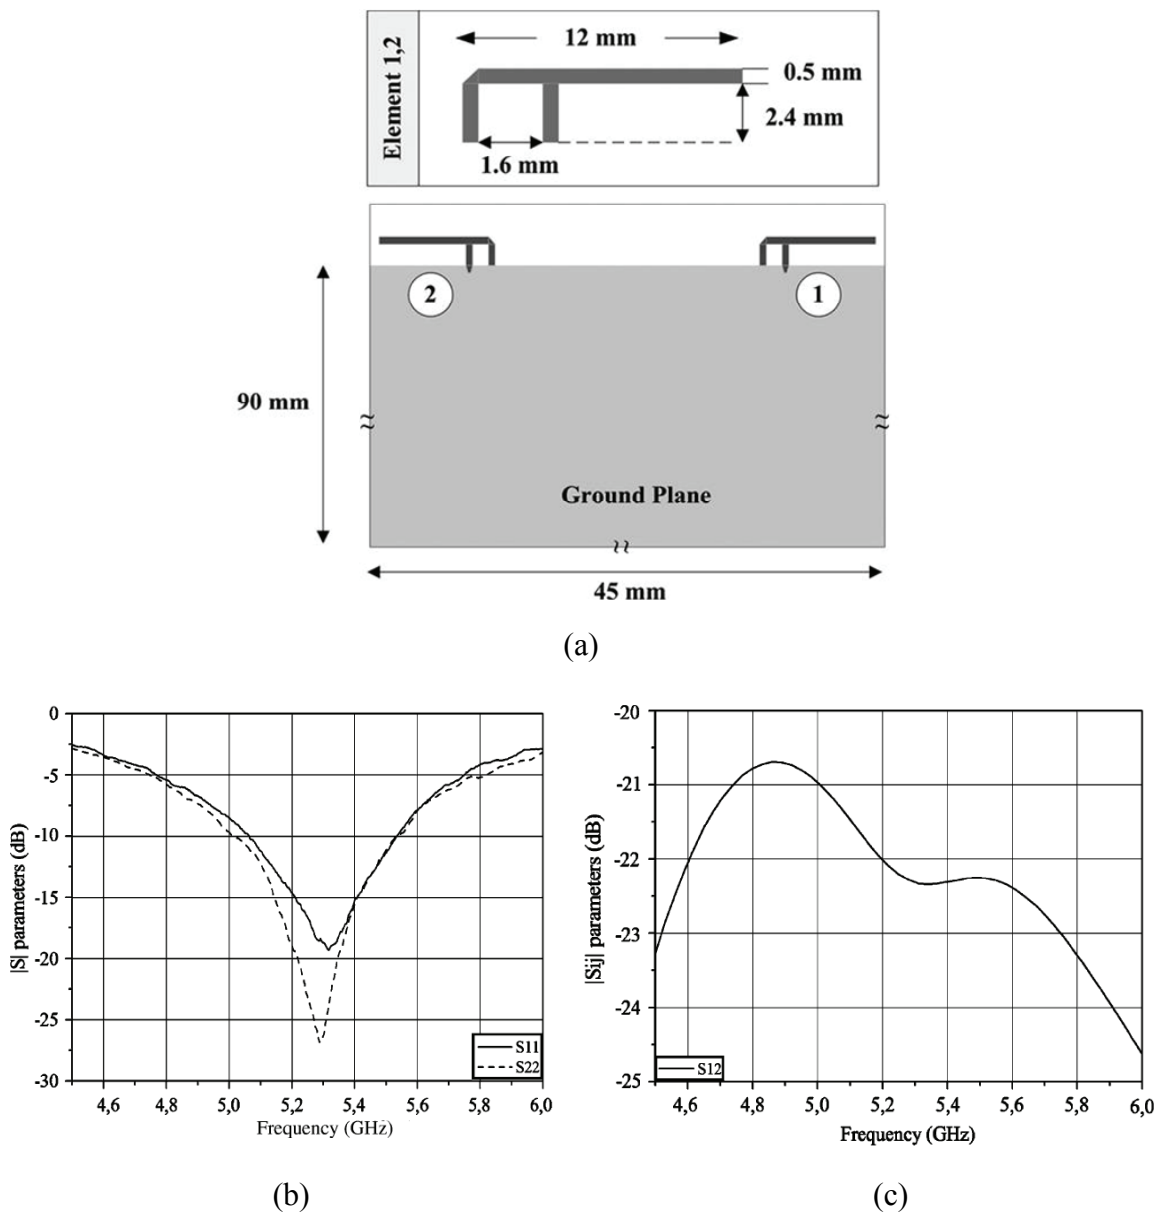 Element 1,2
12 mm
0.5 mm
2.4 mm
1.6 mm
2
1
90 mm
Ground Plane
45 mm
(a)
|S| parameters (dB)
0
-5
-10
-15
-20
-25
-30
S11
S22
4,6 4,8 5,0 5,2 5,4 5,6 5,8 6,0
Frequency (GHz)
(b)
|Sij| parameters (dB)
-20
-21
-22
-23
-24
-25
S12
4,6 4,8 5,0 5,2 5,4 5,6 5,8 6,0
Frequency (GHz)
(c)